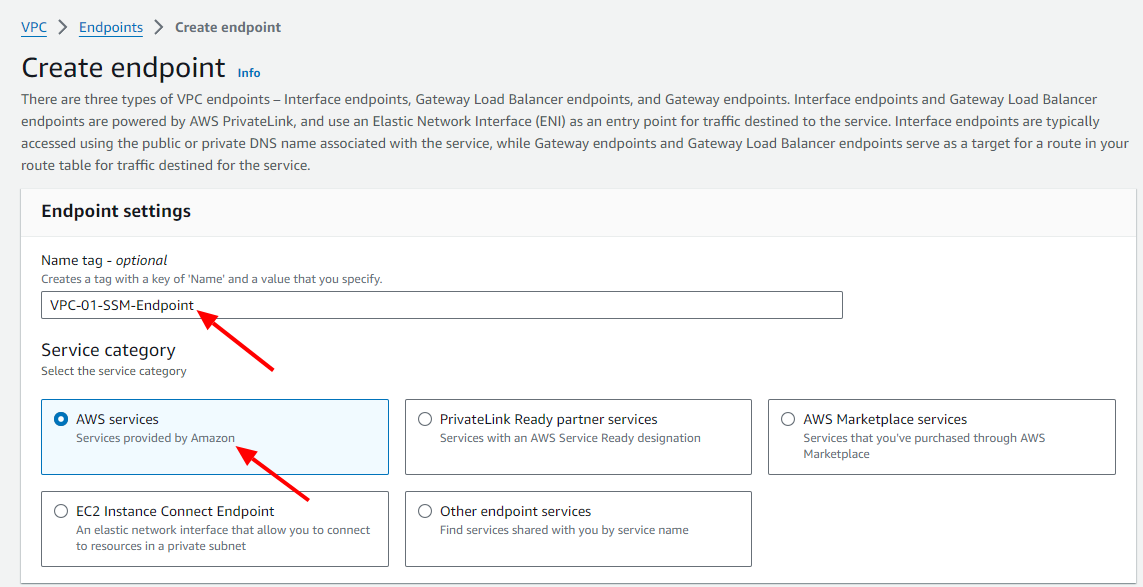 VPC > Endpoints > Create endpoint
Create endpoint Info
There are three types of VPC endpoints – Interface endpoints, Gateway Load Balancer endpoints, and Gateway endpoints. Interface endpoints and Gateway Load Balancer
endpoints are powered by AWS PrivateLink, and use an Elastic Network Interface (ENI) as an entry point for traffic destined to the service. Interface endpoints are typically
accessed using the public or private DNS name associated with the service, while Gateway endpoints and Gateway Load Balancer endpoints serve as a target for a route in your
route table for traffic destined for the service.
Endpoint settings
Name tag - optional
Creates a tag with a key of 'Name' and a value that you specify.
VPC-01-SSM-Endpoint
Service category
Select the service category
AWS services
Services provided by Amazon
PrivateLink Ready partner services
Services with an AWS Service Ready designation
AWS Marketplace services
Services that you've purchased through AWS
Marketplace
EC2 Instance Connect Endpoint
An elastic network interface that allow you to connect
to resources in a private subnet
Other endpoint services
Find services shared with you by service name